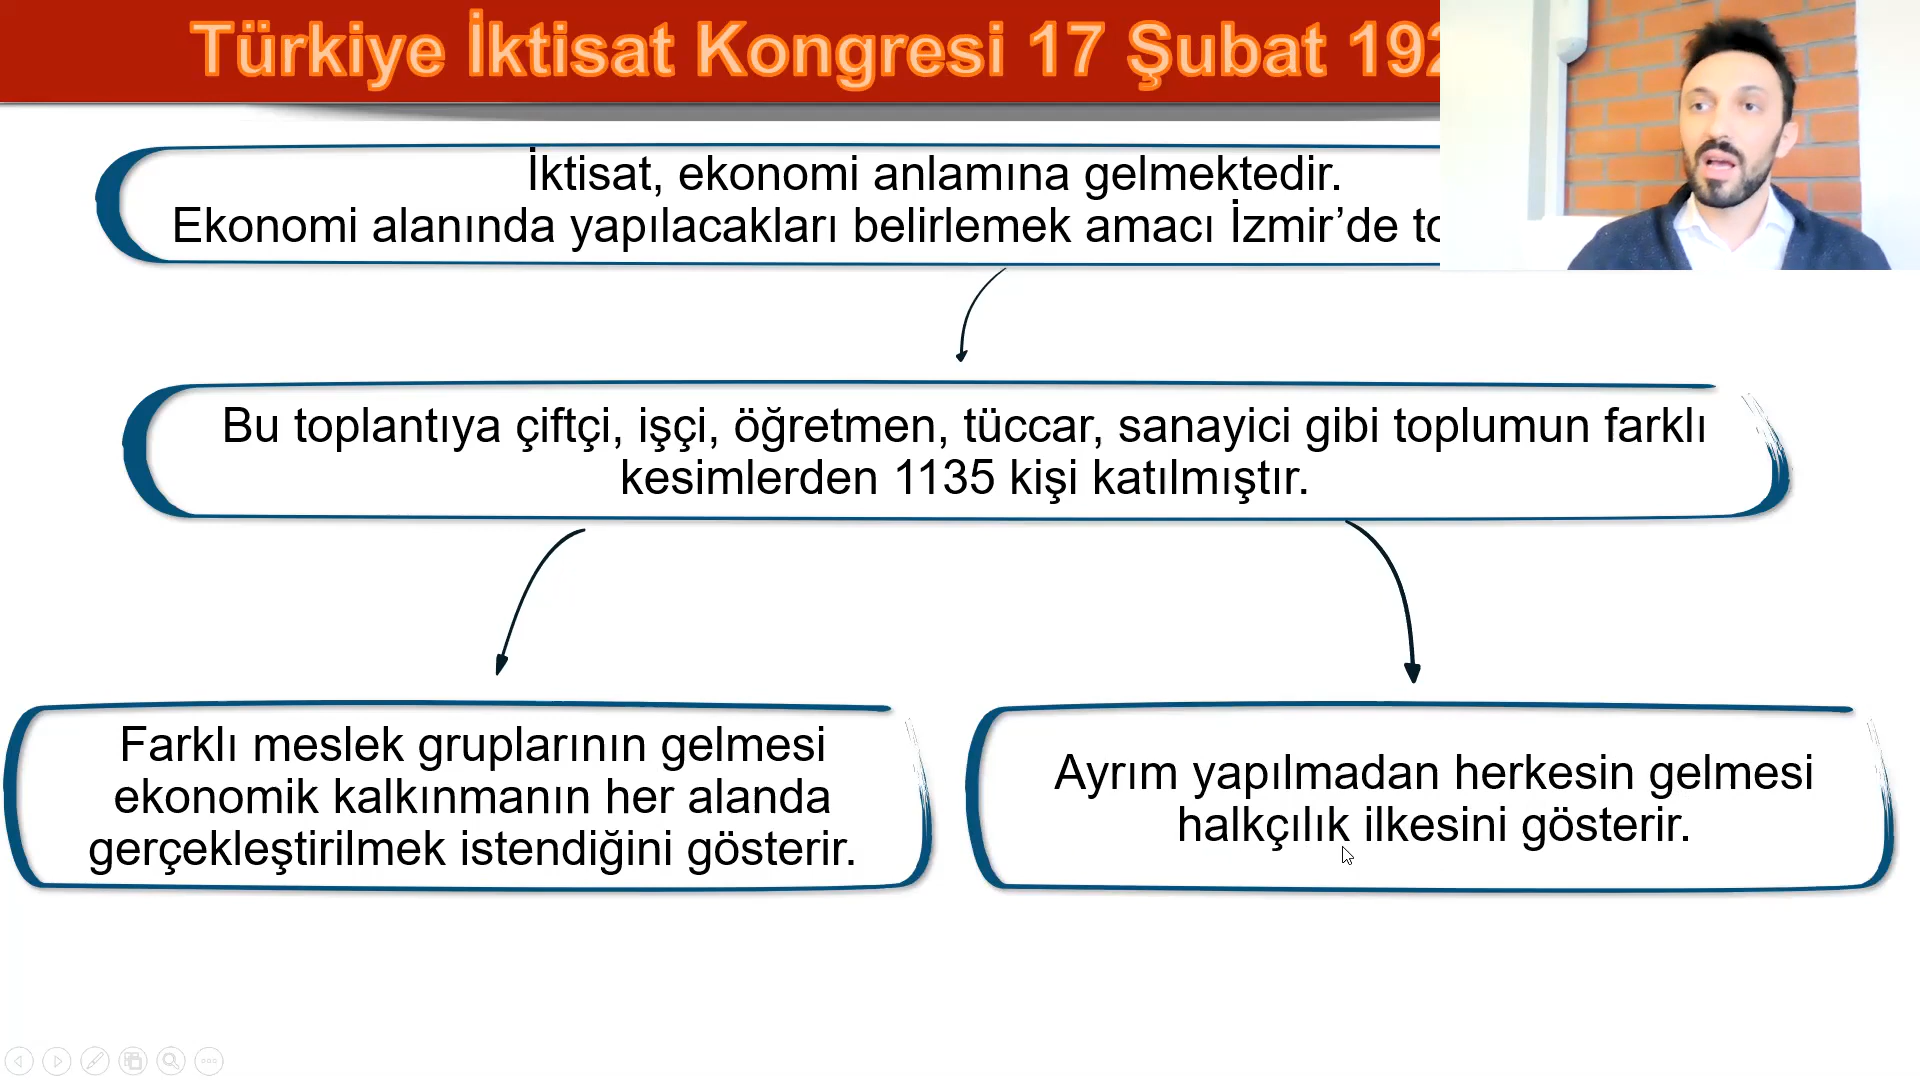 Türkiye İktisat Kongresi 17 Şubat 192
İktisat, ekonomi anlamına gelmektedir.
Ekonomi alanında yapılacakları belirlemek amacı İzmir’de to
Bu toplantıya çiftçi, işçi, öğretmen, tüccar, sanayici gibi toplumun farklı
kesimlerden 1135 kişi katılmıştır.
Farklı meslek gruplarının gelmesi
ekonomik kalkınmanın her alanda
gerçekleştirilmek istendiğini gösterir.
Ayrım yapılmadan herkesin gelmesi
halkçılık ilkesini gösterir.